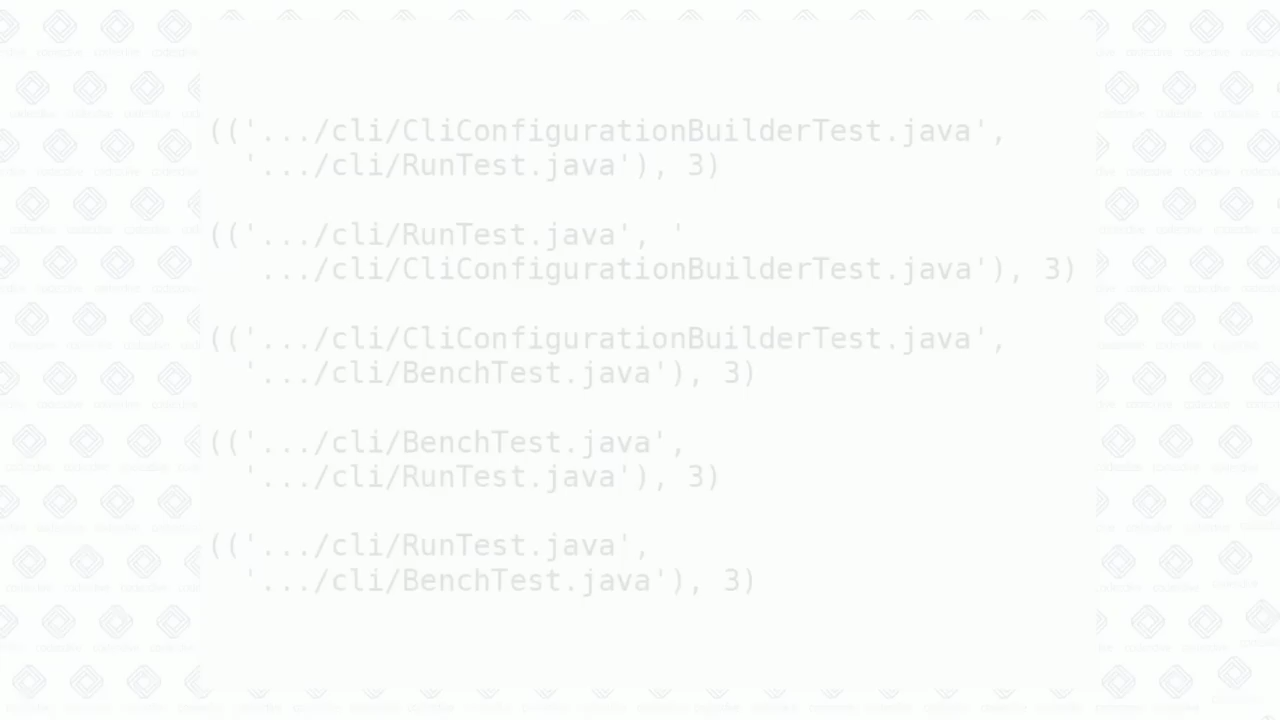 (('.../cli/CliConfigurationBuilderTest.java',
'.../cli/RunTest.java'), 3)
(('.../cli/RunTest.java', '
.../cli/CliConfigurationBuilderTest.java'), 3)
(('.../cli/CliConfigurationBuilderTest.java',
'.../cli/BenchTest.java'), 3)
(('.../cli/BenchTest.java',
'.../cli/RunTest.java'), 3)
(('.../cli/RunTest.java',
'.../cli/BenchTest.java'), 3)